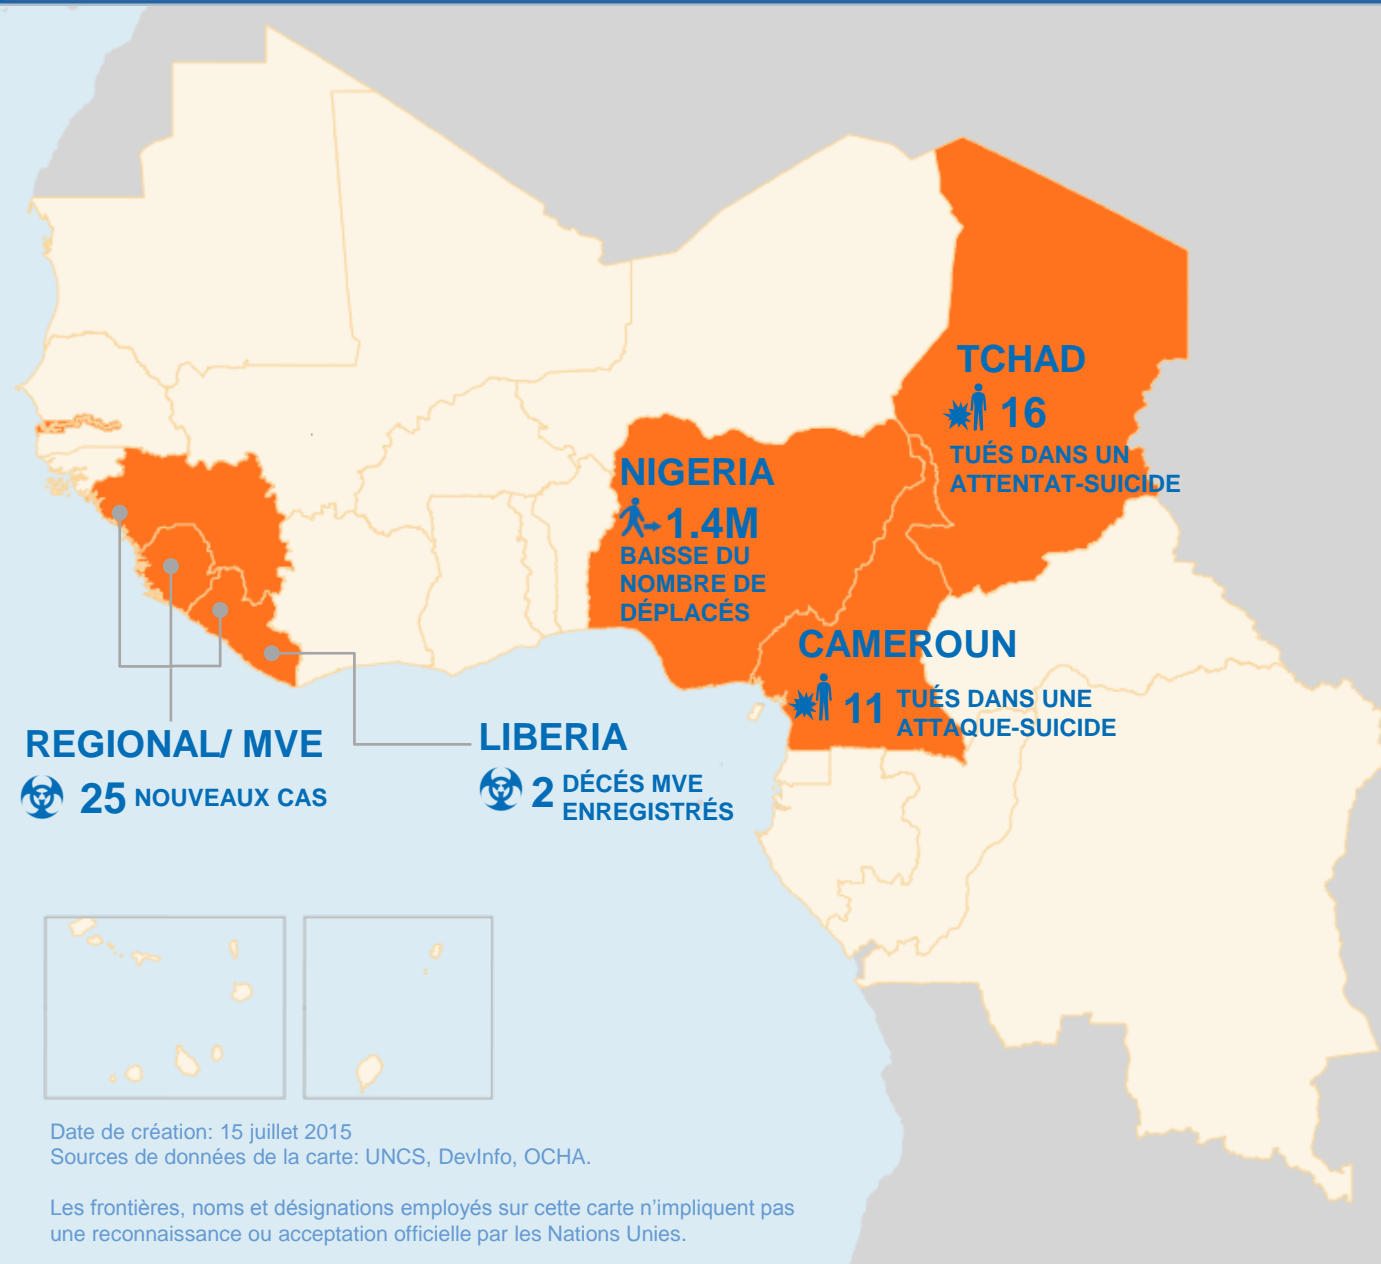 TCHAD
16
TUÉS DANS UN
ATTENTAT-SUICIDE
NIGERIA
1.4M
BAISSE DU
NOMBRE DE
DÉPLACÉS
CAMEROUN
11 TUÉS DANS UNE
ATTAQUE-SUICIDE
REGIONAL/ MVE
25 NOUVEAUX CAS
LIBERIA
2 DÉCÉS MVE
ENREGISTRÉS
Date de création: 15 juillet 2015
Sources de données de la carte: UNCS, DevInfo, OCHA.
Les frontières, noms et désignations employés sur cette carte n’impliquent pas
une reconnaissance ou acceptation officielle par les Nations Unies.